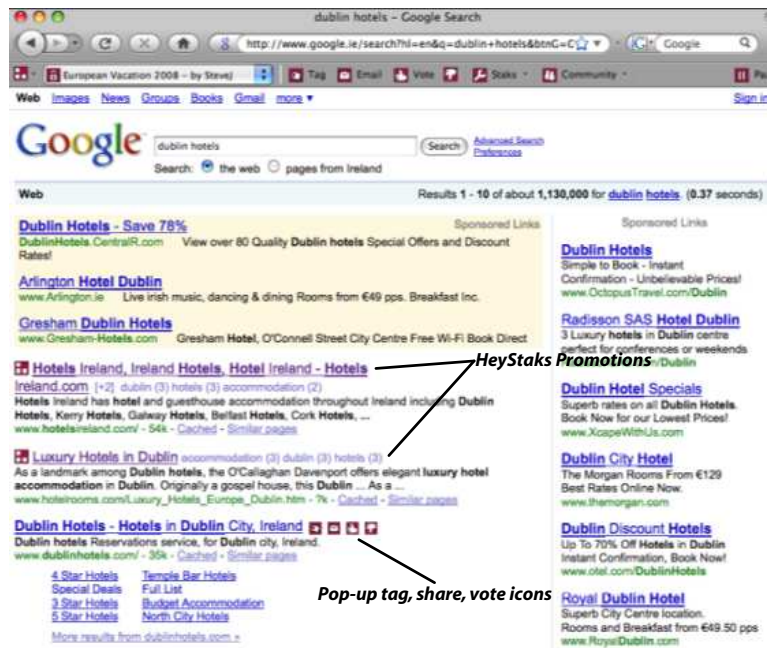 dublin hotels – Google Search
http://www.google.ie/search?hl=en&q=dublin+hotels&btnG= Google
European Vacation 2008 – by SteveJ Tag Email Vote Staks Community
Web Images News Groups Books Gmail more ▼ Sign in
Google dublin hotels Search Advanced Search
Preferences
Search: the web pages from Ireland
Web Results 1 - 10 of about 1,130,000 for dublin hotels. (0.37 seconds)
Dublin Hotels - Save 78% Sponsored Links
DublinHotels.CentralR.com View over 80 Quality Dublin hotels Special Offers and Discount
Rates!
Arlington Hotel Dublin
www.Arlington.ie Live irish music, dancing & dining Rooms from €49 pps. Breakfast Inc.
Gresham Dublin Hotels
www.Gresham-Hotels.com Gresham Hotel, O'Connell Street City Centre Free Wi-Fi Book Direct
Hotels Ireland, Ireland Hotels, Hotel Ireland - Hotels
Ireland.com [+2] dublin (3) hotels (3) accommodation (2)
Hotels Ireland has hotel and guesthouse accommodation throughout Ireland including Dublin
Hotels, Kerry Hotels, Galway Hotels, Belfast Hotels, Cork Hotels, ...
www.hotelsireland.com/ - 54k - Cached - Similar pages
HeyStaks Promotions
Luxury Hotels in Dublin accommodation (3) dublin (3) hotels (3)
As a landmark among Dublin hotels, the O'Callaghan Davenport offers elegant luxury hotel
accommodation in Dublin. Originally a gospel house, this Dublin ... As a ...
www.hotelrooms.com/Luxury_Hotels_Europe_Dublin.htm - 7k - Cached - Similar pages
Dublin Hotels - Hotels in Dublin City, Ireland
Dublin hotels Reservations service, for Dublin city, Ireland.
www.dublinhotels.com/ - 35k - Cached - Similar pages
4 Star Hotels Temple Bar Hotels
Special Deals Full List
3 Star Hotels Budget Accommodation
5 Star Hotels North City Hotels
More results from dublinhotels.com »
Pop-up tag, share, vote icons
Sponsored Links
Dublin Hotels
Simple to Book - Instant
Confirmation - Unbelievable Prices!
www.OctopusTravel.com/Dublin
Radisson SAS Hotel Dublin
3 Luxury hotels in Dublin centre
perfect for conferences or weekends
/Dublin
Dublin Hotel Specials
Superb rates on all Dublin Hotels.
Book Now for our Lowest Prices!
www.XcapeWithUs.com
Dublin City Hotel
The Morgan Rooms From €129
Best Rates Online Now.
www.themorgan.com
Dublin Discount Hotels
Up To 70% Off Hotels in Dublin
Instant Confirmation, Book Now!
www.otel.com/DublinHotels
Royal Dublin Hotel
Superb City Centre location.
Rooms and Breakfast from €49.50 pps
www.RoyalDublin.com